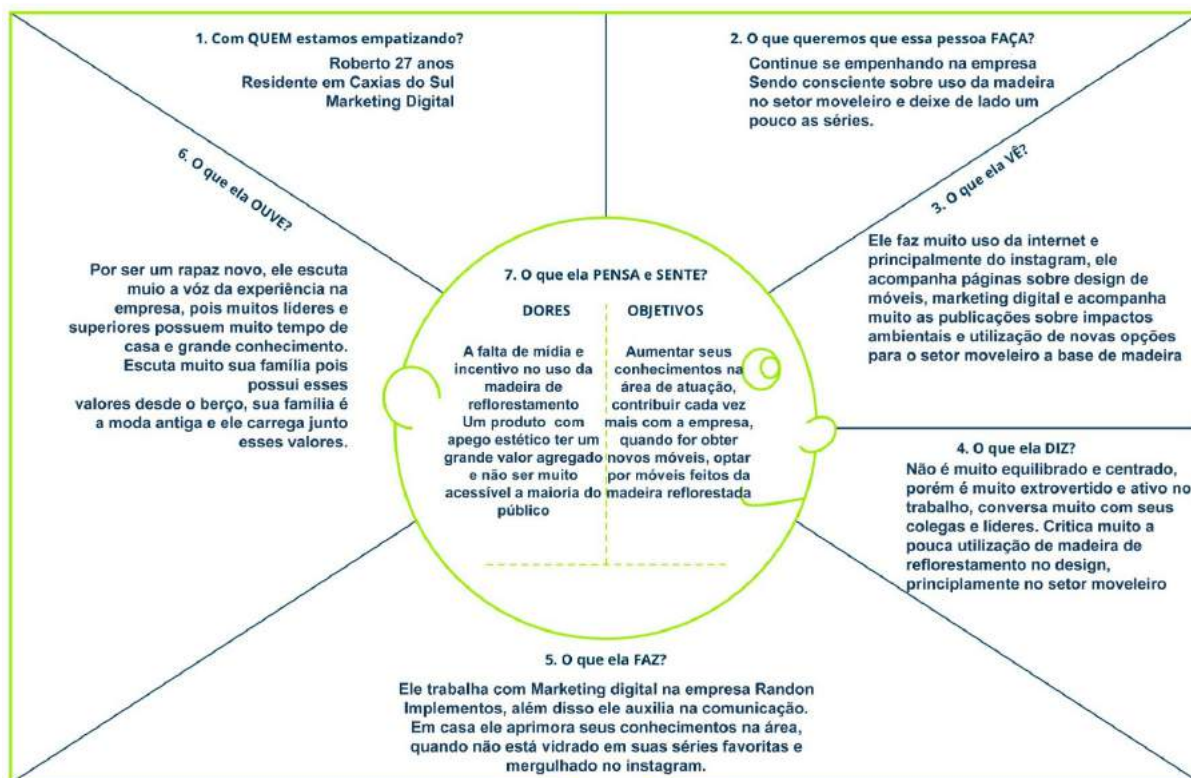 1. Com QUEM estamos empatizando?
Roberto 27 anos
Residente em Caxias do Sul
Marketing Digital
2. O que queremos que essa pessoa FAÇA?
Continue se empenhando na empresa
Sendo consciente sobre uso da madeira
no setor moveleiro e deixe de lado um
pouco as séries.
3. O que ela VÊ?
Ele faz muito uso da internet e
principalmente do instagram, ele
acompanha páginas sobre design de
móveis, marketing digital e acompanha
muito as publicações sobre impactos
ambientais e utilização de novas opções
para o setor moveleiro a base de madeira
4. O que ela DIZ?
Não é muito equilibrado e centrado,
porém é muito extrovertido e ativo no
trabalho, conversa muito com seus
colegas e lideres. Critica muito a
pouca utilização de madeira de
reflorestamento no design,
principlamente no setor moveleiro
5. O que ela FAZ?
Ele trabalha com Marketing digital na empresa Randon
Implementos, além disso ele auxilia na comunicação.
Em casa ele aprimora seus conhecimentos na área,
quando não está vidrado em suas séries favoritas e
mergulhado no instagram.
6. O que ela OUVE?
Por ser um rapaz novo, ele escuta
muio a vóz da experiência na
empresa, pois muitos lideres e
superiores possuem muito tempo de
casa e grande conhecimento.
Escuta muito sua família pois
possui esses
valores desde o berço, sua família é
a moda antiga e ele carrega junto
esses valores.
7. O que ela PENSA e SENTE?
DORES
A falta de mídia e
incentivo no uso da
madeira de
reflorestamento
Um produto com
apego estético ter um
grande valor agregado
e não ser muito
acessível a maioria do
público
OBJETIVOS
Aumentar seus
conhecimentos na
área de atuação,
contríbuir cada vez
mais com a empresa,
quando for obter
novos móveis, optar
por móveis feitos da
madeira reflorestada